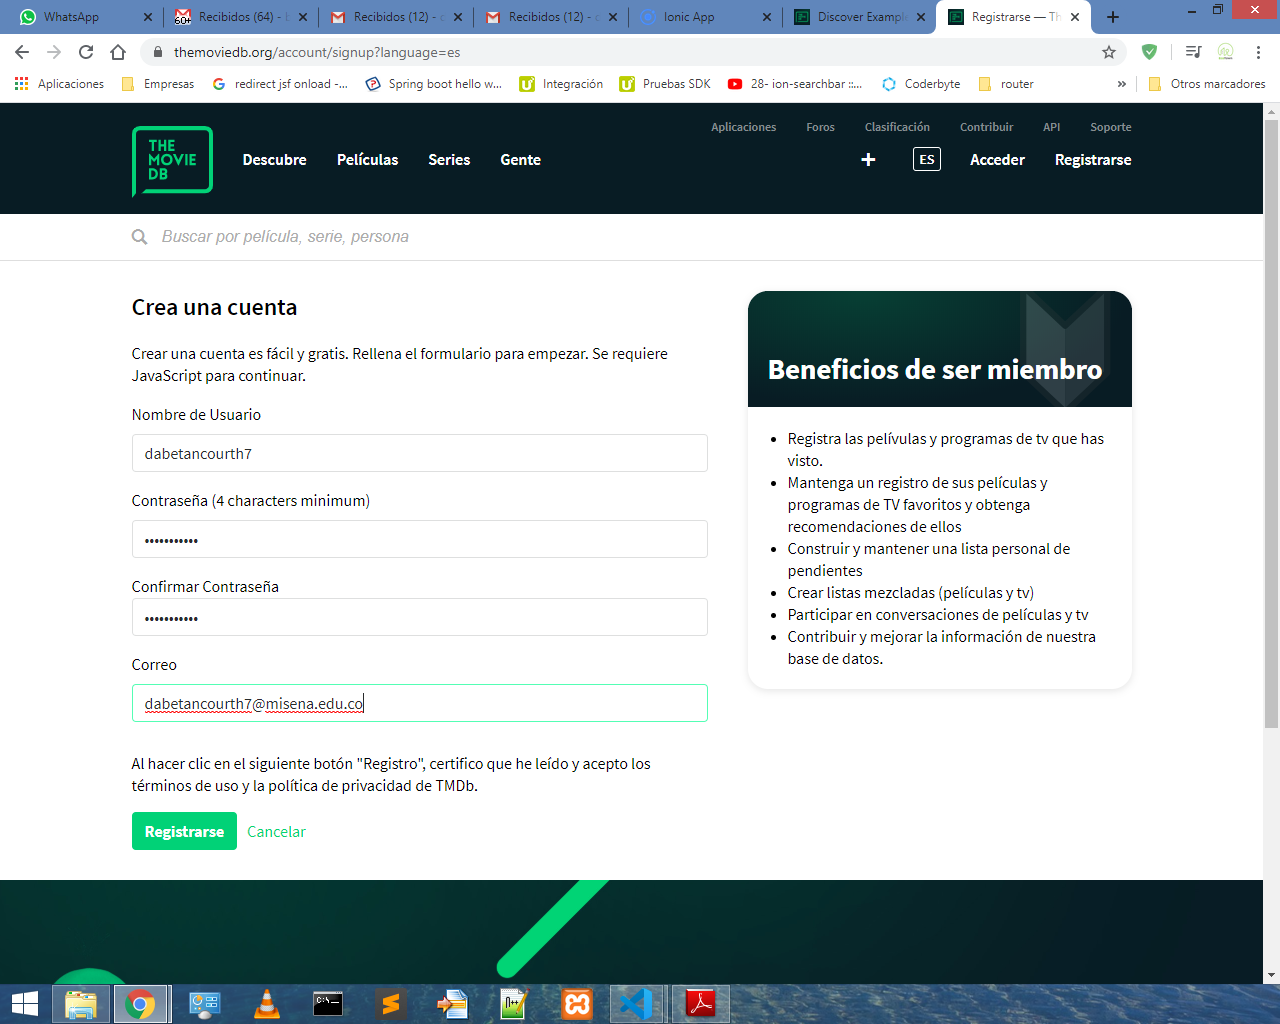 WhatsApp
Recibidos (64) - b
Recibidos (12) - c
Recibidos (12) - c
Ionic App
Discover Example
Registrarse — Th
themoviedb.org/account/signup?language=es
Aplicaciones
Empresas
redirect jsf onload -...
Spring boot hello w...
Integración
Pruebas SDK
28- ion-searchbar ::...
Coderbyte
router
»
Otros marcadores
THE
MOVIE
DB
Aplicaciones
Foros
Clasificación
Contribuir
API
Soporte
Descubre
Películas
Series
Gente
+
ES
Acceder
Registrarse
Buscar por película, serie, persona
Crea una cuenta
Crear una cuenta es fácil y gratis. Rellena el formulario para empezar. Se requiere
JavaScript para continuar.
Nombre de Usuario
dabetancourth7
Contraseña (4 characters minimum)
•••••••••••
Confirmar Contraseña
•••••••••••
Correo
dabetancourth7@misena.edu.co
Al hacer clic en el siguiente botón "Registro", certifico que he leído y acepto los
términos de uso y la política de privacidad de TMDb.
Registrarse
Cancelar
Beneficios de ser miembro
• Registra las pelívulas y programas de tv que has
visto.
• Mantenga un registro de sus películas y
programas de TV favoritos y obtenga
recomendaciones de ellos
• Construir y mantener una lista personal de
pendientes
• Crear listas mezcladas (películas y tv)
• Participar en conversaciones de películas y tv
• Contribuir y mejorar la información de nuestra
base de datos.